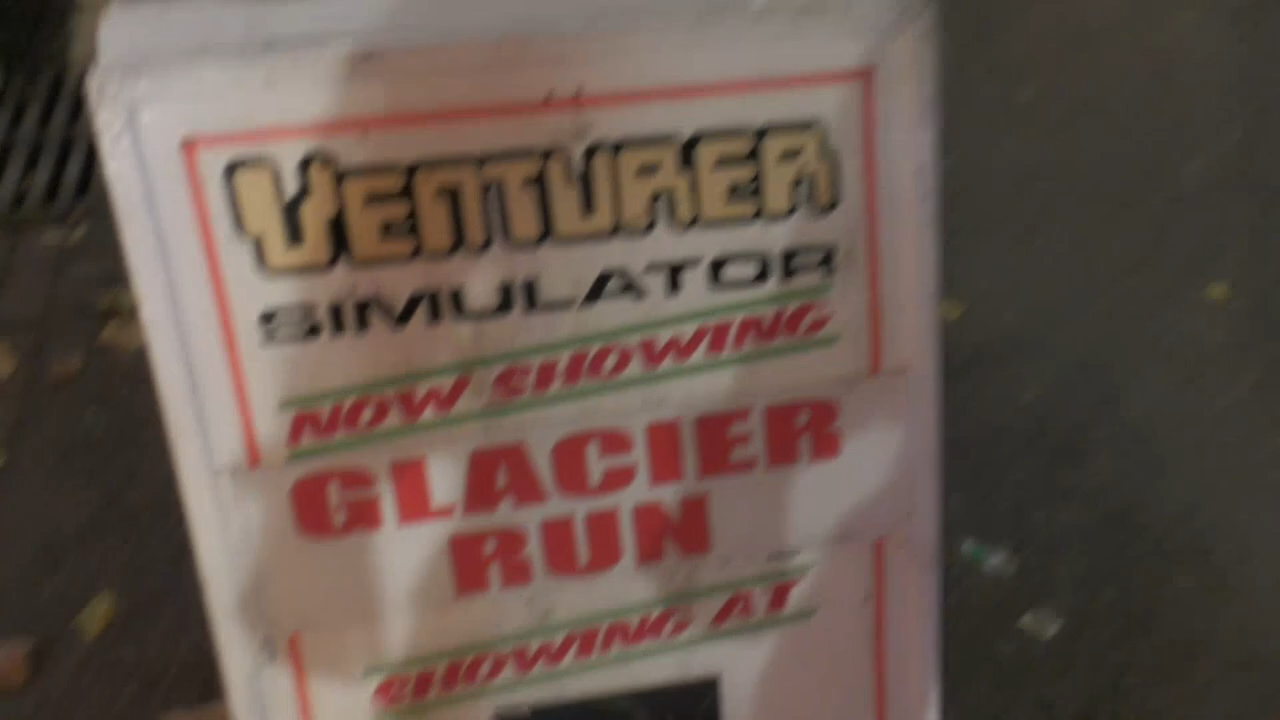 VENTURER
SIMULATOR
NOW SHOWING
GLACIER
RUN
SHOWING AT